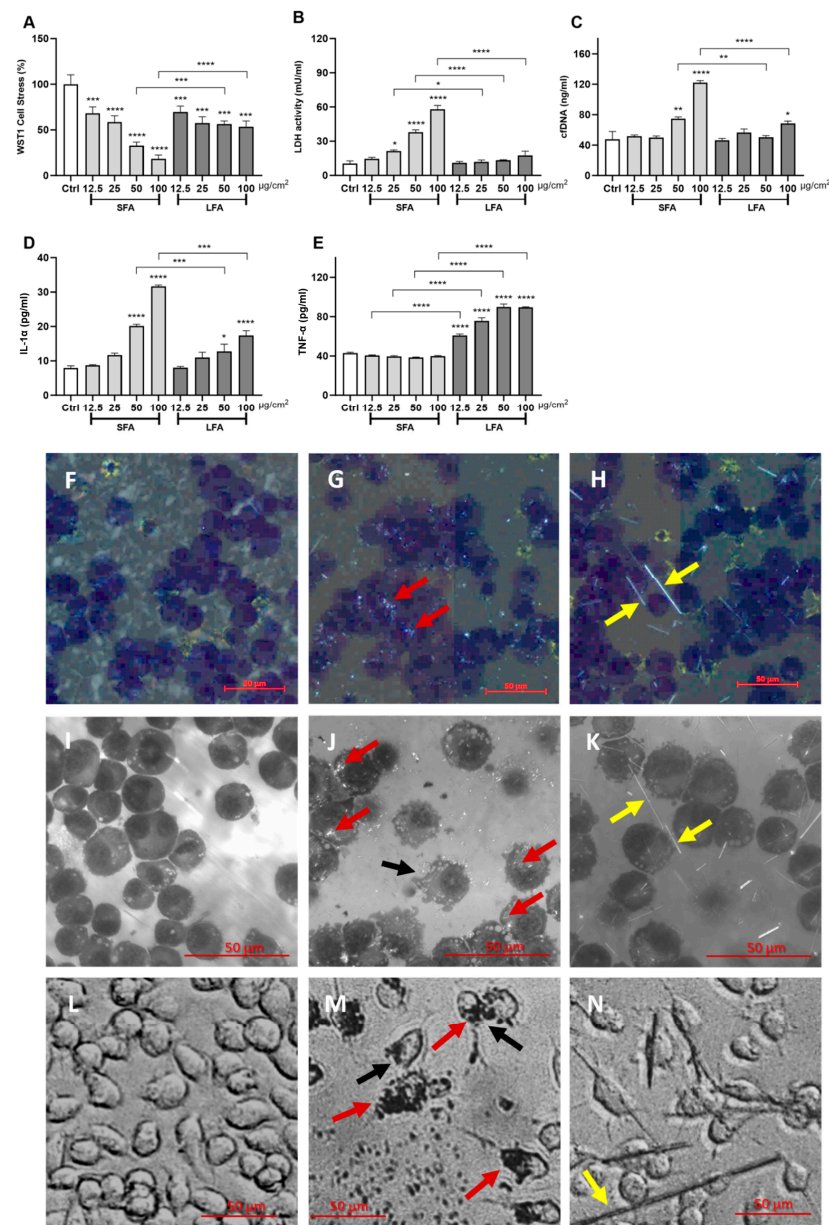 A
WST1 Cell Stress (%)
150
100
50
0
***
****
****
****
***
***
***
***
***
****
Ctrl 12.5 25 50 100 12.5 25 50 100 µg/cm²
SFA LFA
B
LDH activity (mU/ml)
120
90
60
30
0
*
****
****
*
****
****
Ctrl 12.5 25 50 100 12.5 25 50 100
SFA LFA
C
cfDNA (ng/ml)
200
150
100
50
0
**
****
*
**
****
Ctrl 12.5 25 50 100 12.5 25 50 100 µg/cm²
SFA LFA
D
IL-1α (pg/ml)
40
30
20
10
0
****
****
*
****
***
***
Ctrl 12.5 25 50 100 12.5 25 50 100 µg/cm²
SFA LFA
E
TNF-α (pg/ml)
160
120
80
40
0
****
****
****
****
****
****
****
****
Ctrl 12.5 25 50 100 12.5 25 50 100 µg/cm²
SFA LFA
F
50 µm
G
50 µm
H
50 µm
I
50 µm
J
50 µm
K
50 µm
L
50 µm
M
50 µm
N
50 µm